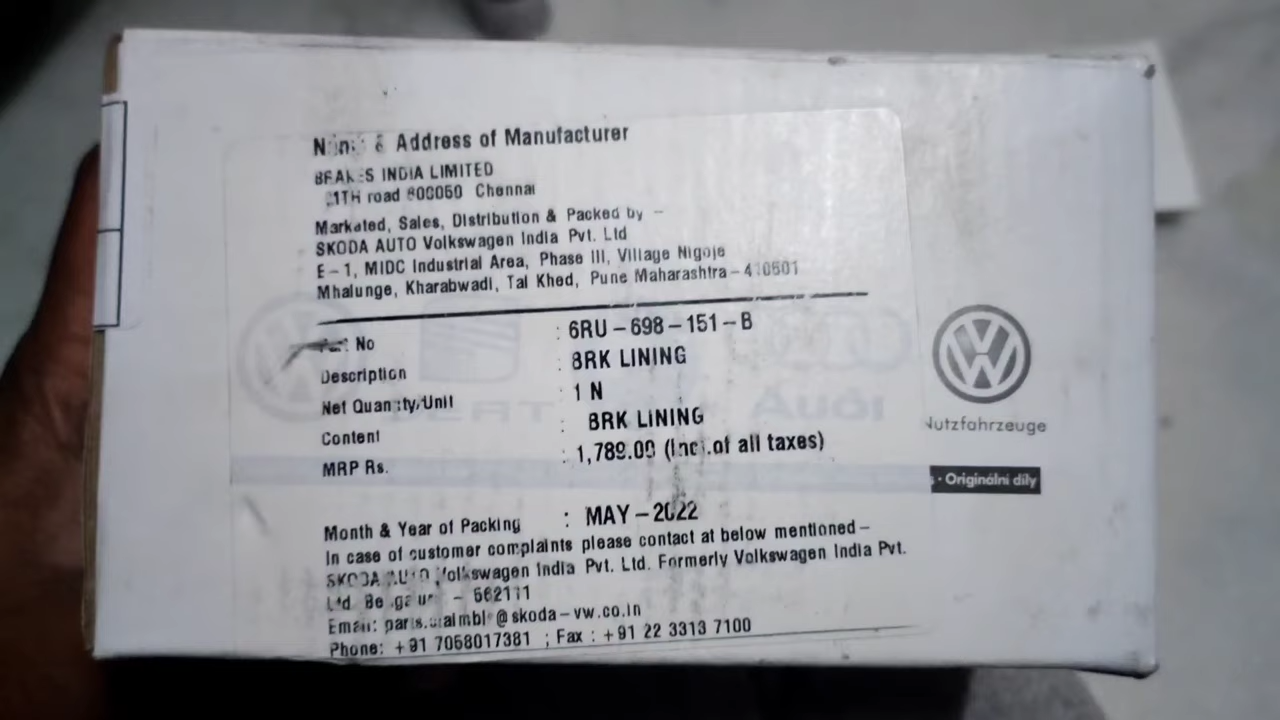 & Address of Manufacturer
INDIA LIMITED
road Chennai
Markated, Sales, Distribution & Packed by -
SKODA AUTO Volkswagen India Pvt. Ltd
E-1, MIDC Industrial Area, Phase III, Village Nigoje
Mhalunge, Kharabwadi, Tal Khed, Pune Maharashtra-
No : 6RU-698-151-B
Description : BRK LINING
Net Unit : 1 N
Content : BRK LINING
MRP Rs. : 1,789.00 (Incl.of all taxes)
Month & Year of Packing : MAY-2022
In case of customer complaints please contact at below mentioned-
SKODA Volkswagen India Pvt. Ltd. Formerly Volkswagen India Pvt.
Ltd.
Email: @skoda-vw.co.in
Phone: +91 7058017381 ; Fax : +91 22 3313 7100
Nutzfahrzeuge
· Originální díly
SEAT
Audi